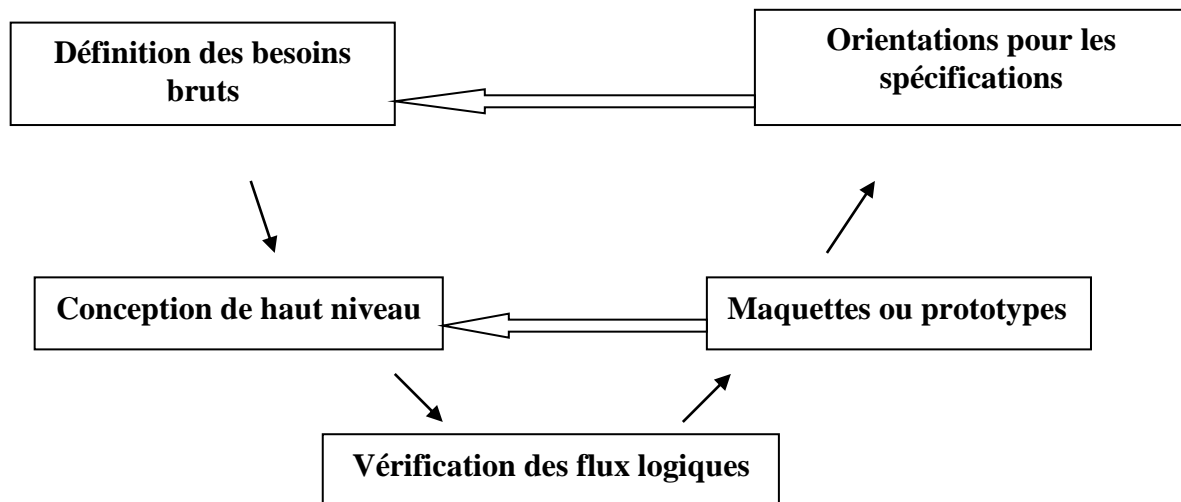 Définition des besoins
bruts
Orientations pour les
spécifications
Conception de haut niveau
Maquettes ou prototypes
Vérification des flux logiques